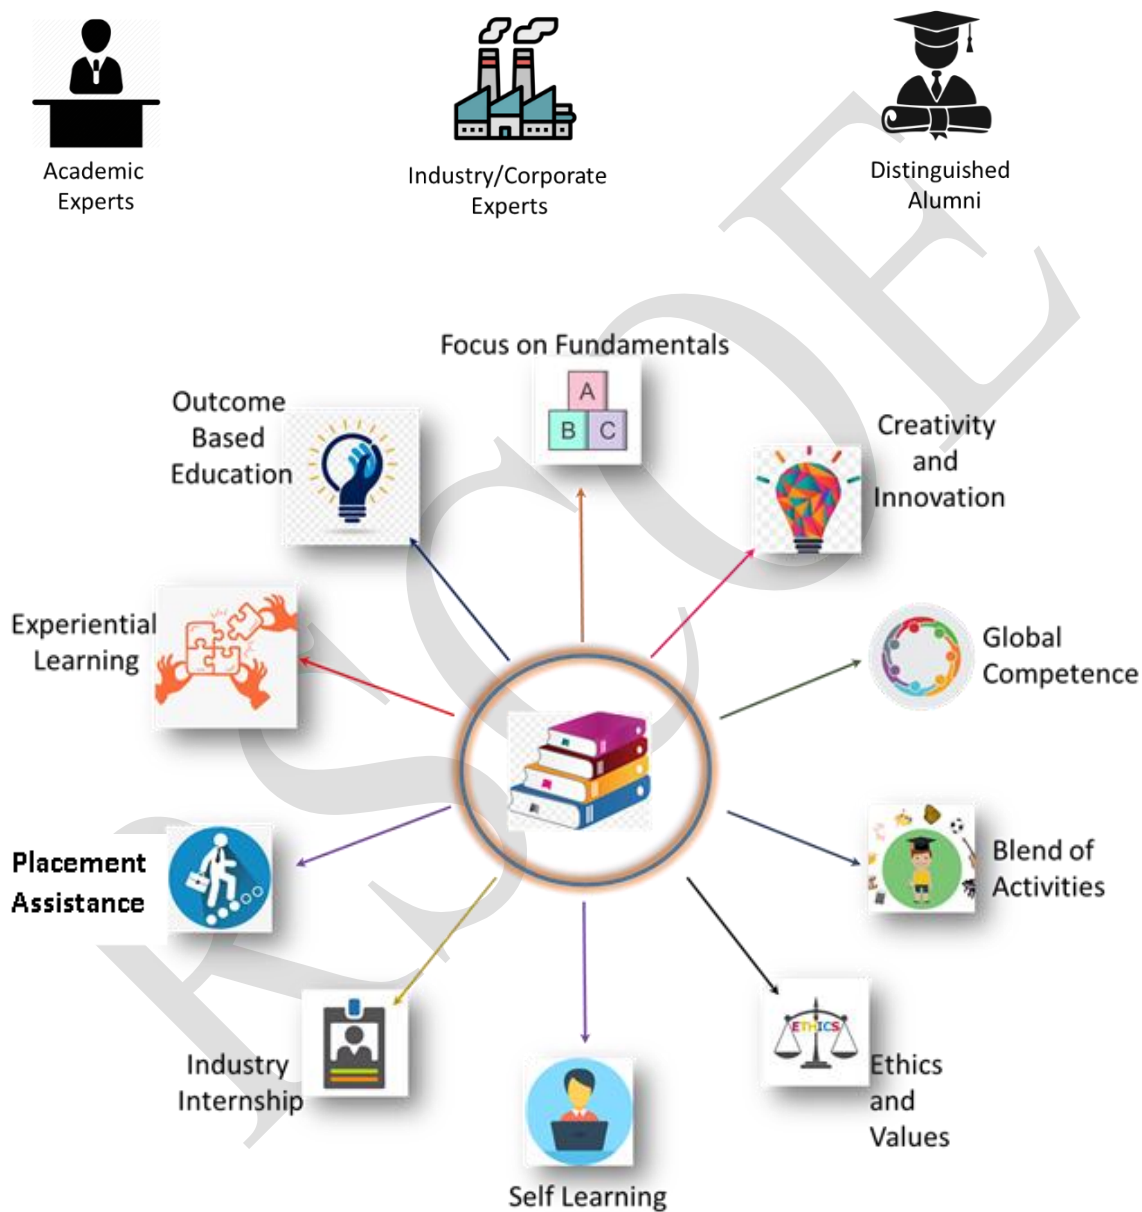 Academic
Experts
Industry/Corporate
Experts
Distinguished
Alumni
Focus on Fundamentals
A
B C
Outcome
Based
Education
Creativity
and
Innovation
Experiential
Learning
Global
Competence
Placement
Assistance
Blend of
Activities
Industry
Internship
ETHICS
Ethics
and
Values
Self Learning
RSCOE